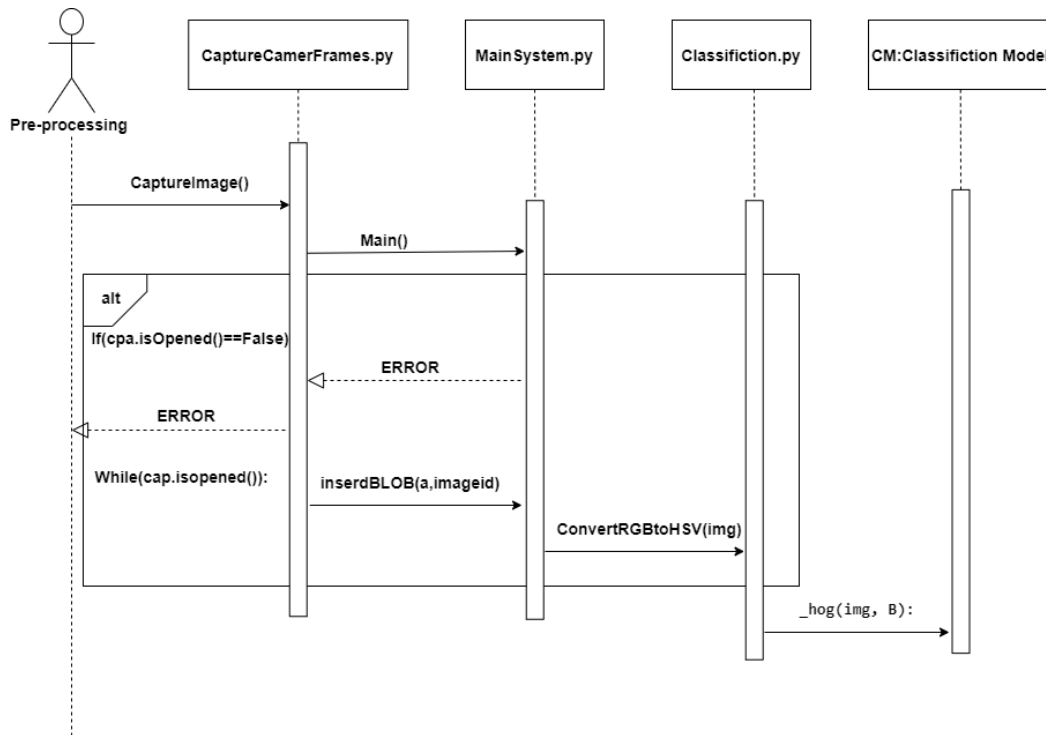 CaptureCamerFrames.py
MainSystem.py
Classifiction.py
CM:Classifiction Model
Pre-processing
CaptureImage()
Main()
alt
If(cpa.isOpened()==False)
ERROR
ERROR
While(cap.isopened()):
inserdBLOB(a,imageid)
ConvertRGBtoHSV(img)
_hog(img, B):